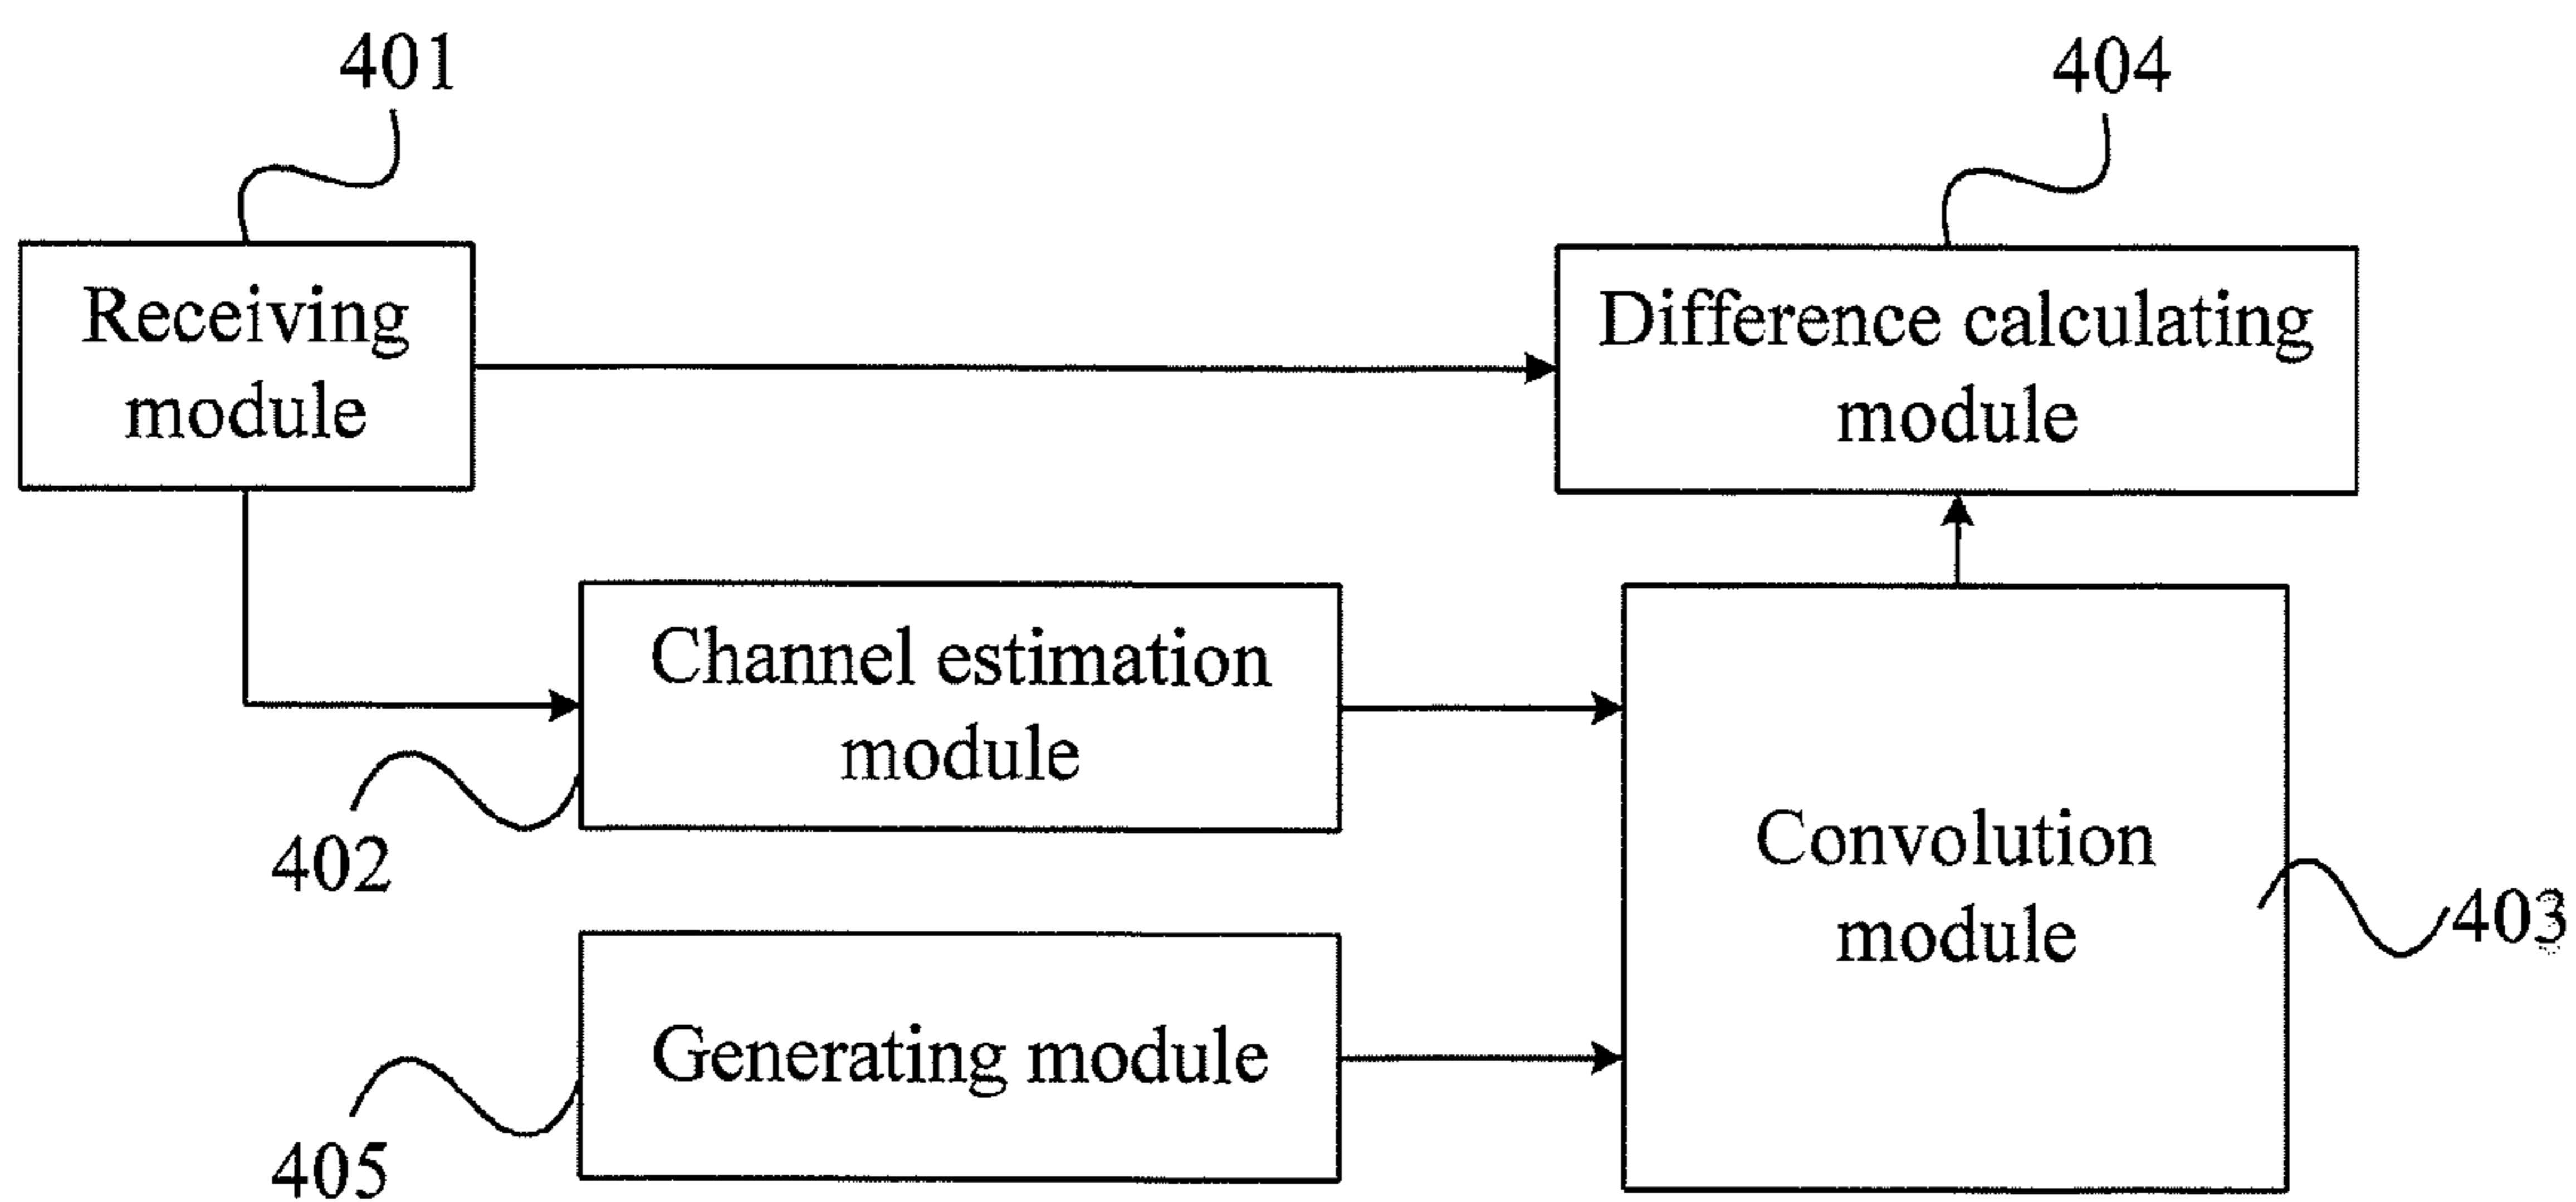 401
404
Receiving
module
Difference calculating
module
Channel estimation
module
402
Convolution
module
403
Generating module
405